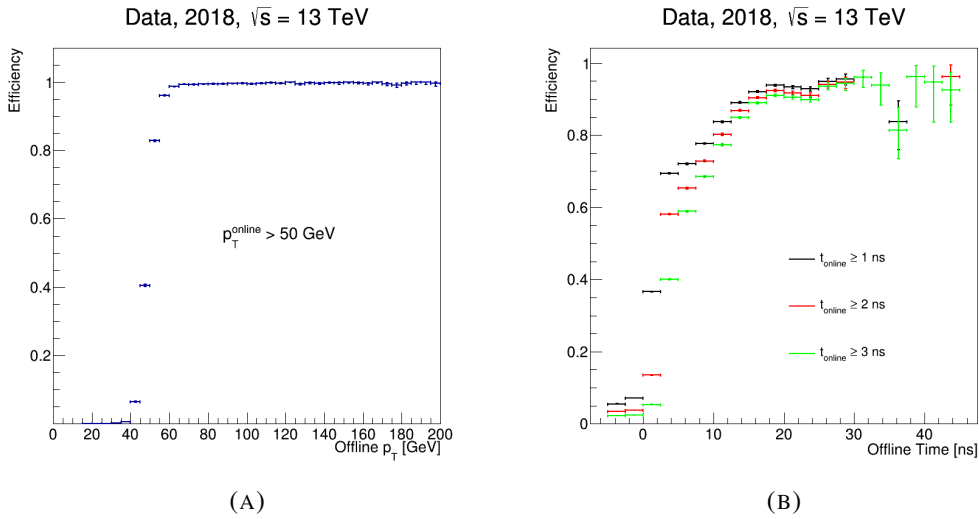 Data, 2018, √s = 13 TeV
Efficiency
1
0.8
0.6
0.4
0.2
p_T^online > 50 GeV
0 20 40 60 80 100 120 140 160 180 200
Offline p_T [GeV]
(A)
Data, 2018, √s = 13 TeV
Efficiency
1
0.8
0.6
0.4
0.2
0
t_online ≥ 1 ns
t_online ≥ 2 ns
t_online ≥ 3 ns
0 10 20 30 40
Offline Time [ns]
(B)